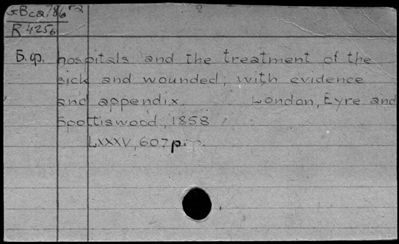 R 4256
Б.ф. hospitals and the treatment of the
sick and wounded, with evidence
and appendix. London, Eyre and
Spottiswood, 1858
LXXXV, 607 p.